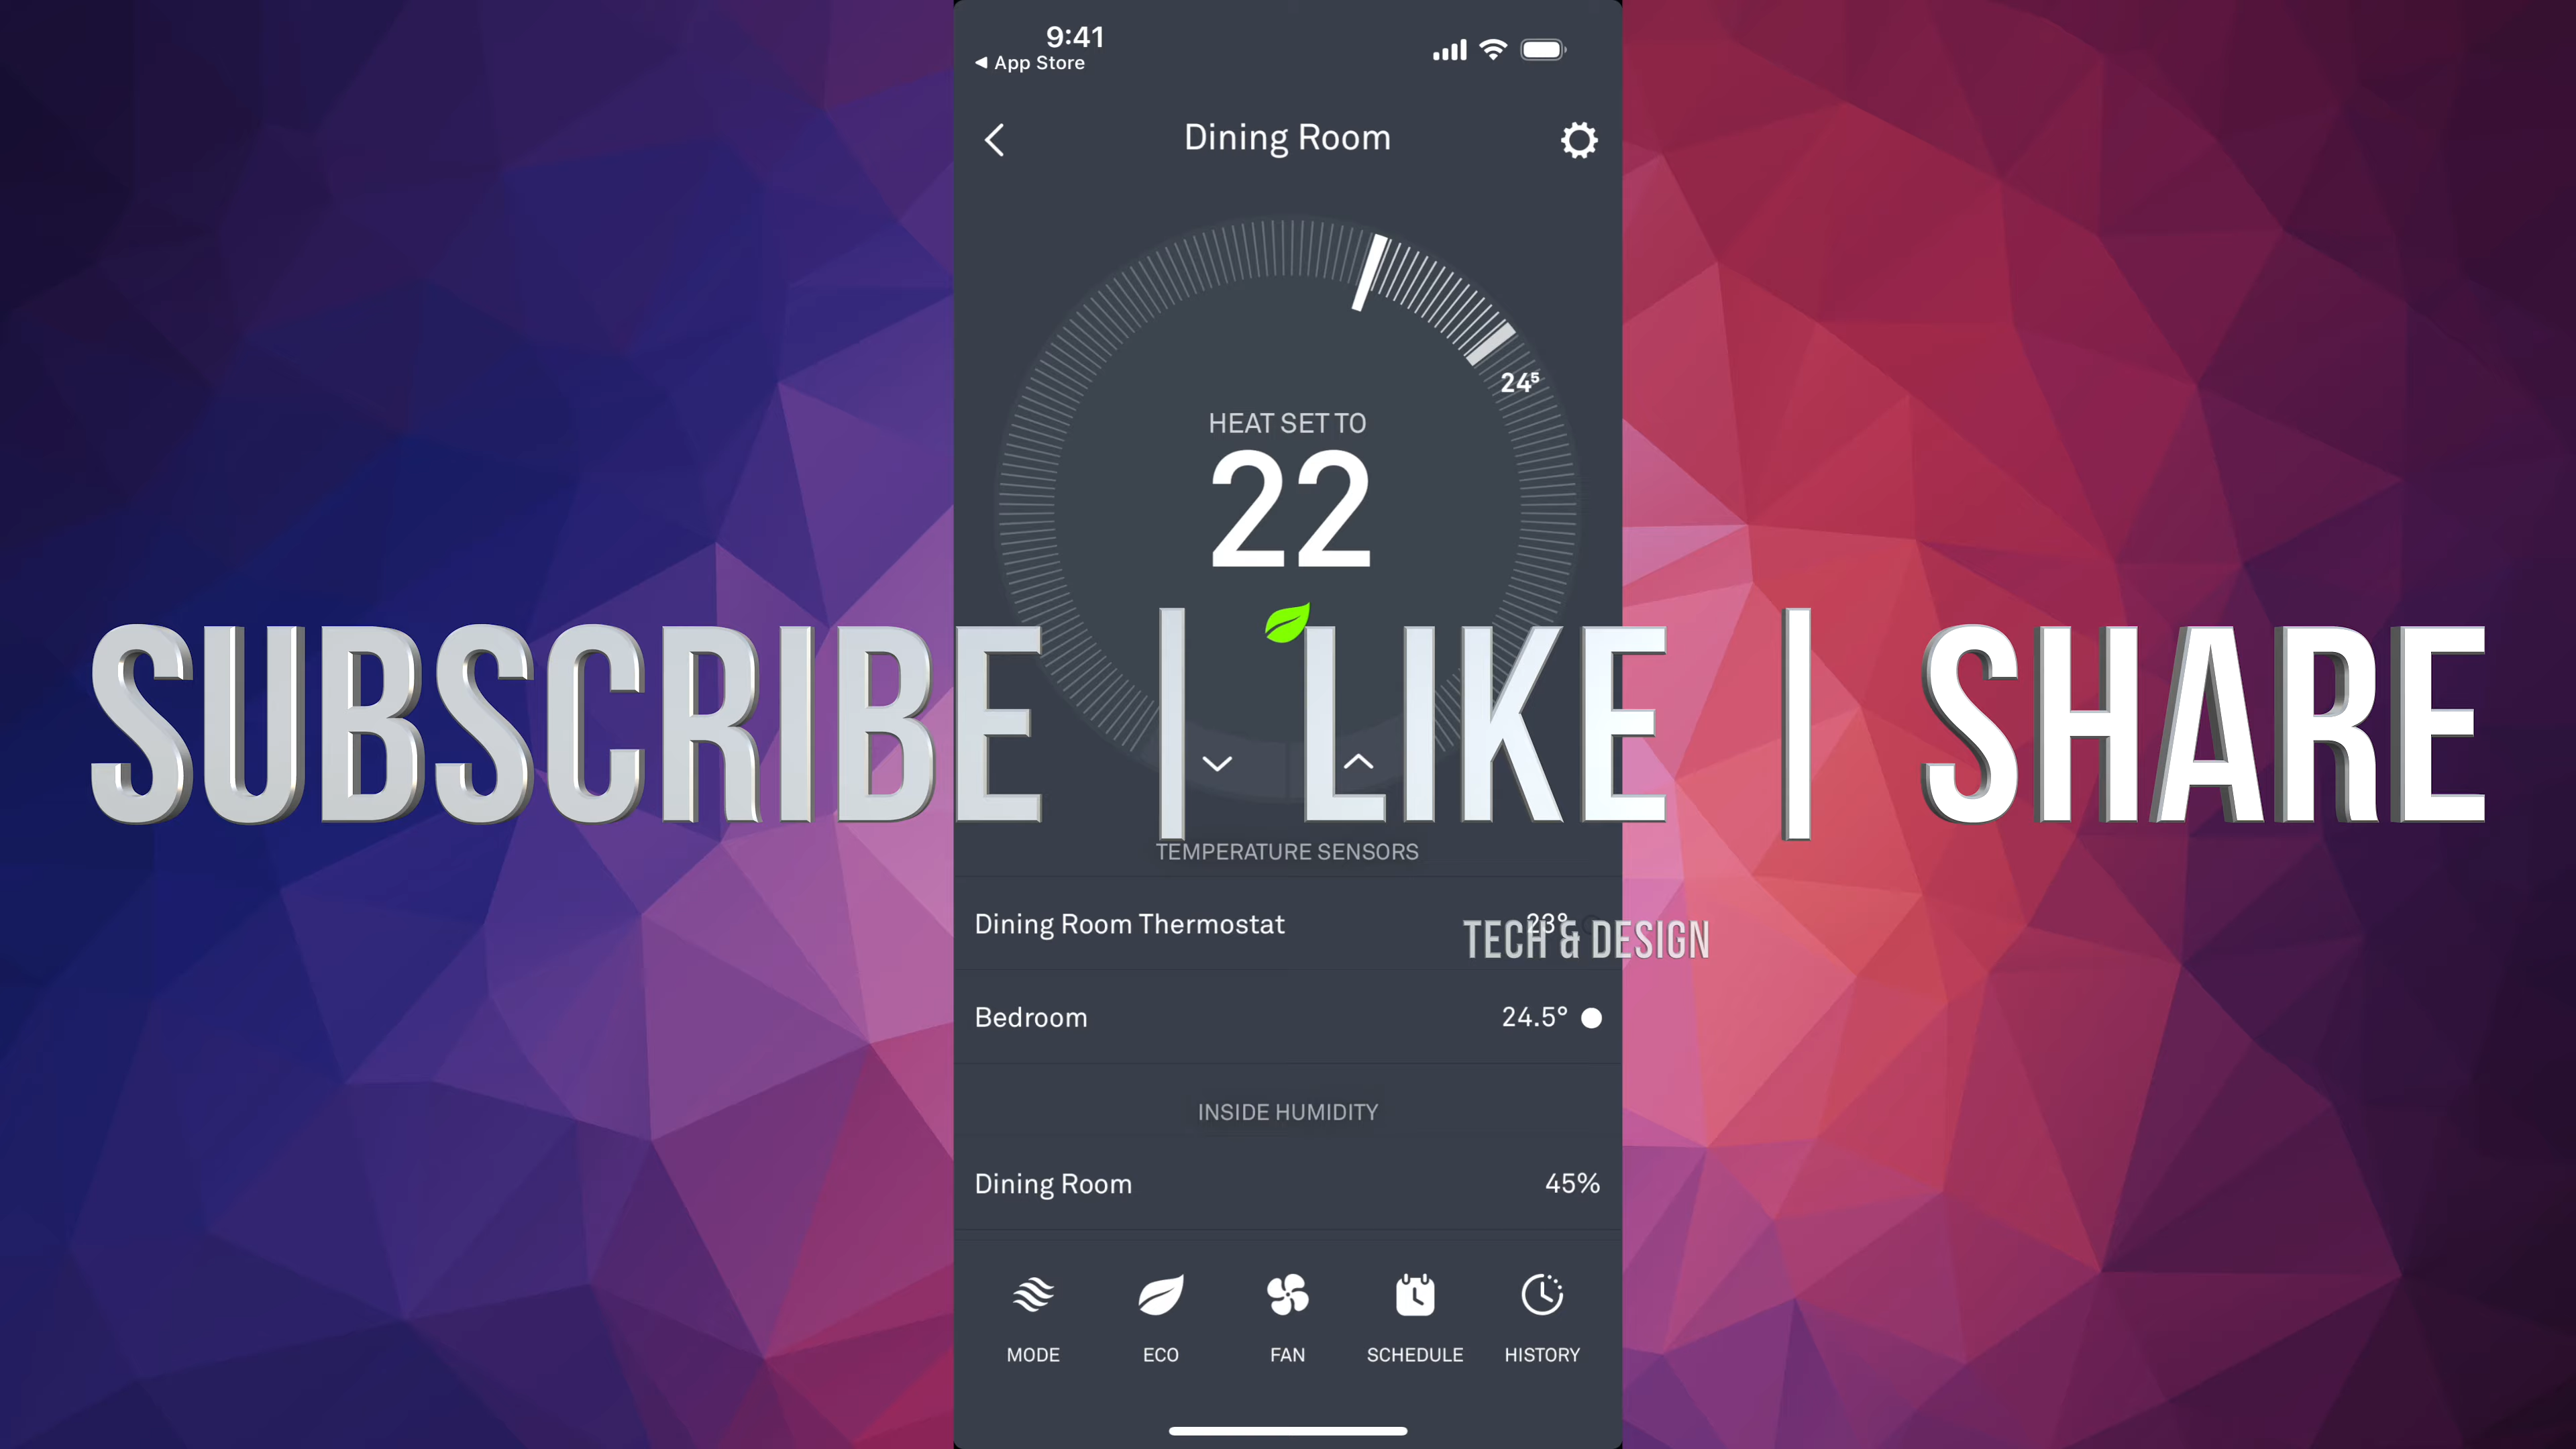 9:41
App Store
Dining Room
24⁵
HEAT SET TO
22
SUBSCRIBE | LIKE | SHARE
TEMPERATURE SENSORS
Dining Room Thermostat 23°
TECH & DESIGN
Bedroom 24.5°
INSIDE HUMIDITY
Dining Room 45%
MODE ECO FAN SCHEDULE HISTORY